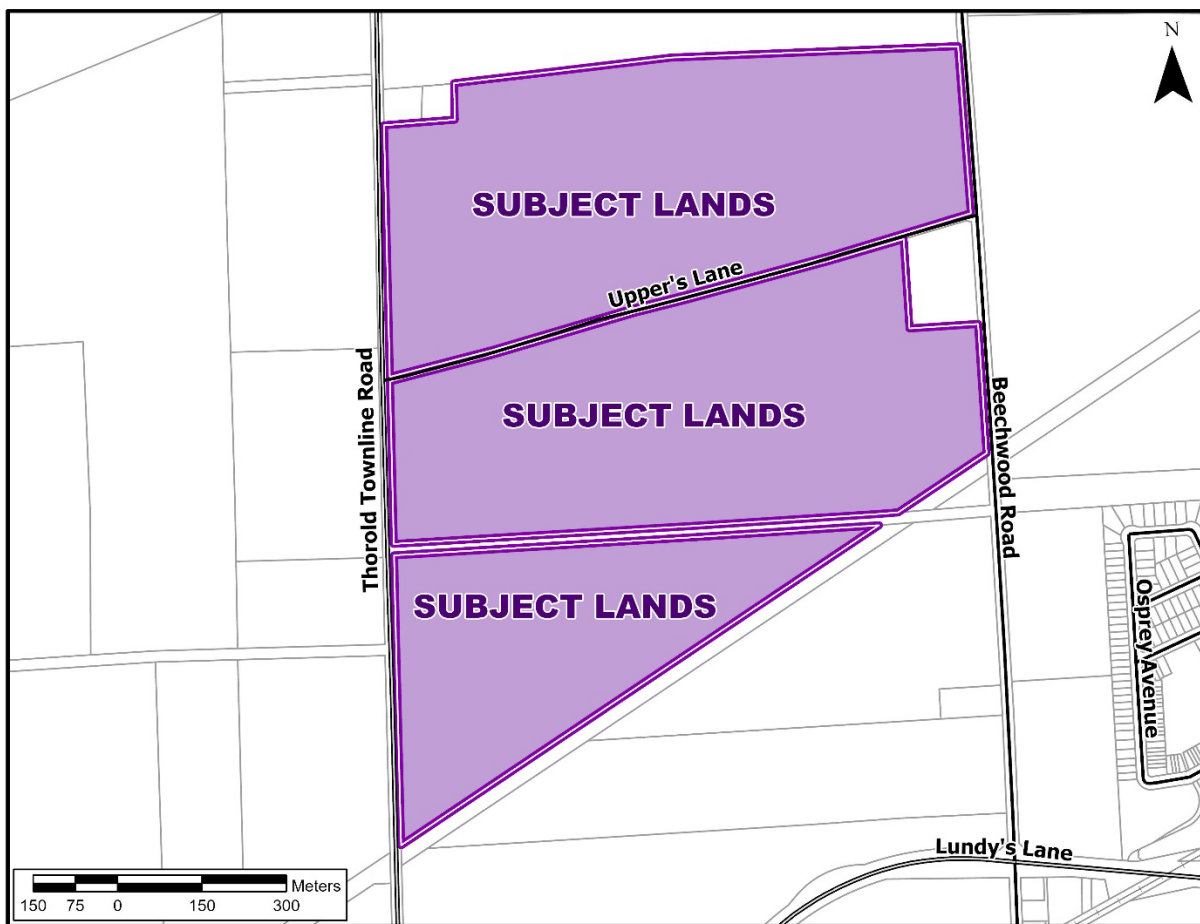 N
SUBJECT LANDS
Upper's Lane
Thorold Townline Road
SUBJECT LANDS
Beechwood Road
SUBJECT LANDS
Osprey Avenue
Lundy's Lane
Meters
150 75 0 150 300